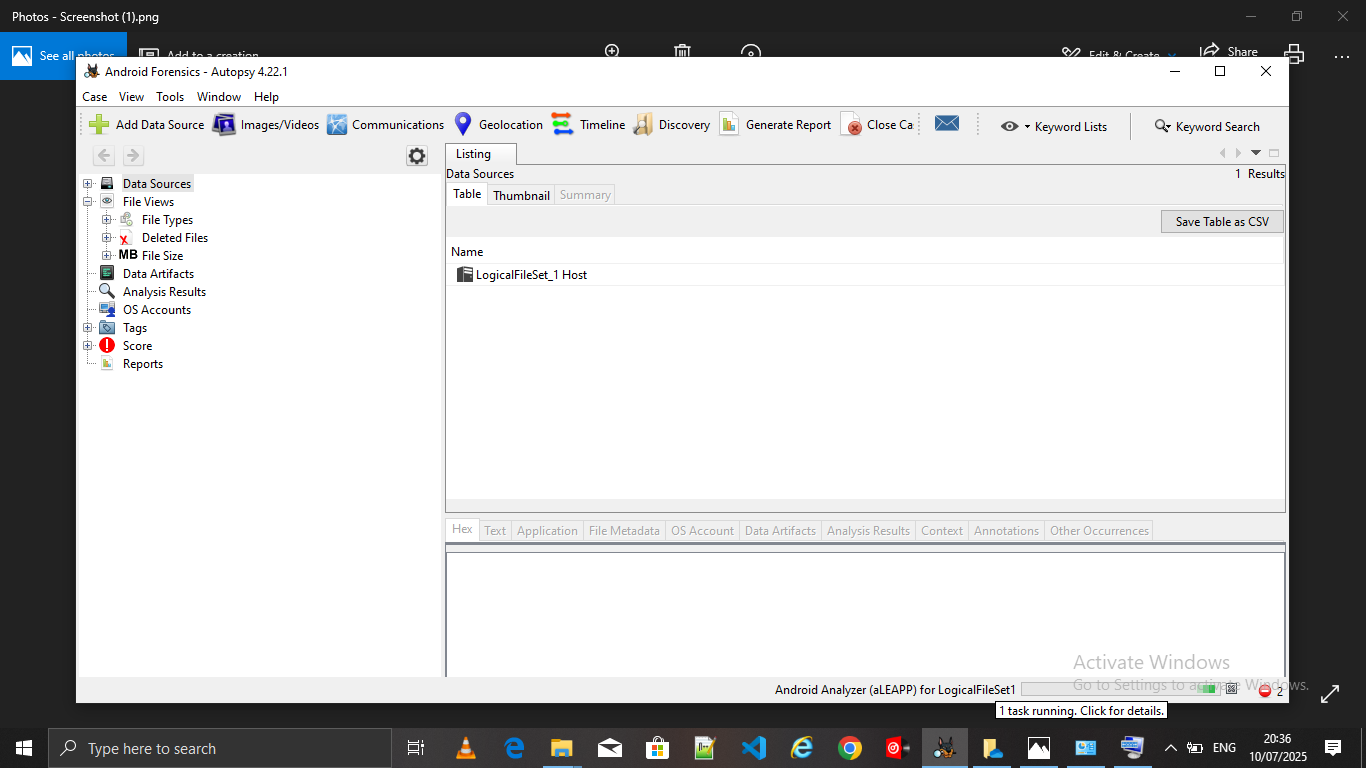 Photos - Screenshot (1).png
See all photos Add to a creation Edit & Create Share
Android Forensics - Autopsy 4.22.1
Case View Tools Window Help
Add Data Source Images/Videos Communications Geolocation Timeline Discovery Generate Report Close Ca Keyword Lists Keyword Search
Listing
Data Sources 1 Results
Table Thumbnail Summary
Save Table as CSV
Name
LogicalFileSet_1 Host
Data Sources
File Views
File Types
Deleted Files
MB File Size
Data Artifacts
Analysis Results
OS Accounts
Tags
Score
Reports
Hex Text Application File Metadata OS Account Data Artifacts Analysis Results Context Annotations Other Occurrences
Activate Windows
Go to Settings to activate Windows.
Android Analyzer (aLEAPP) for LogicalFileSet1 2
1 task running. Click for details.
Type here to search
ENG
20:36
10/07/2025